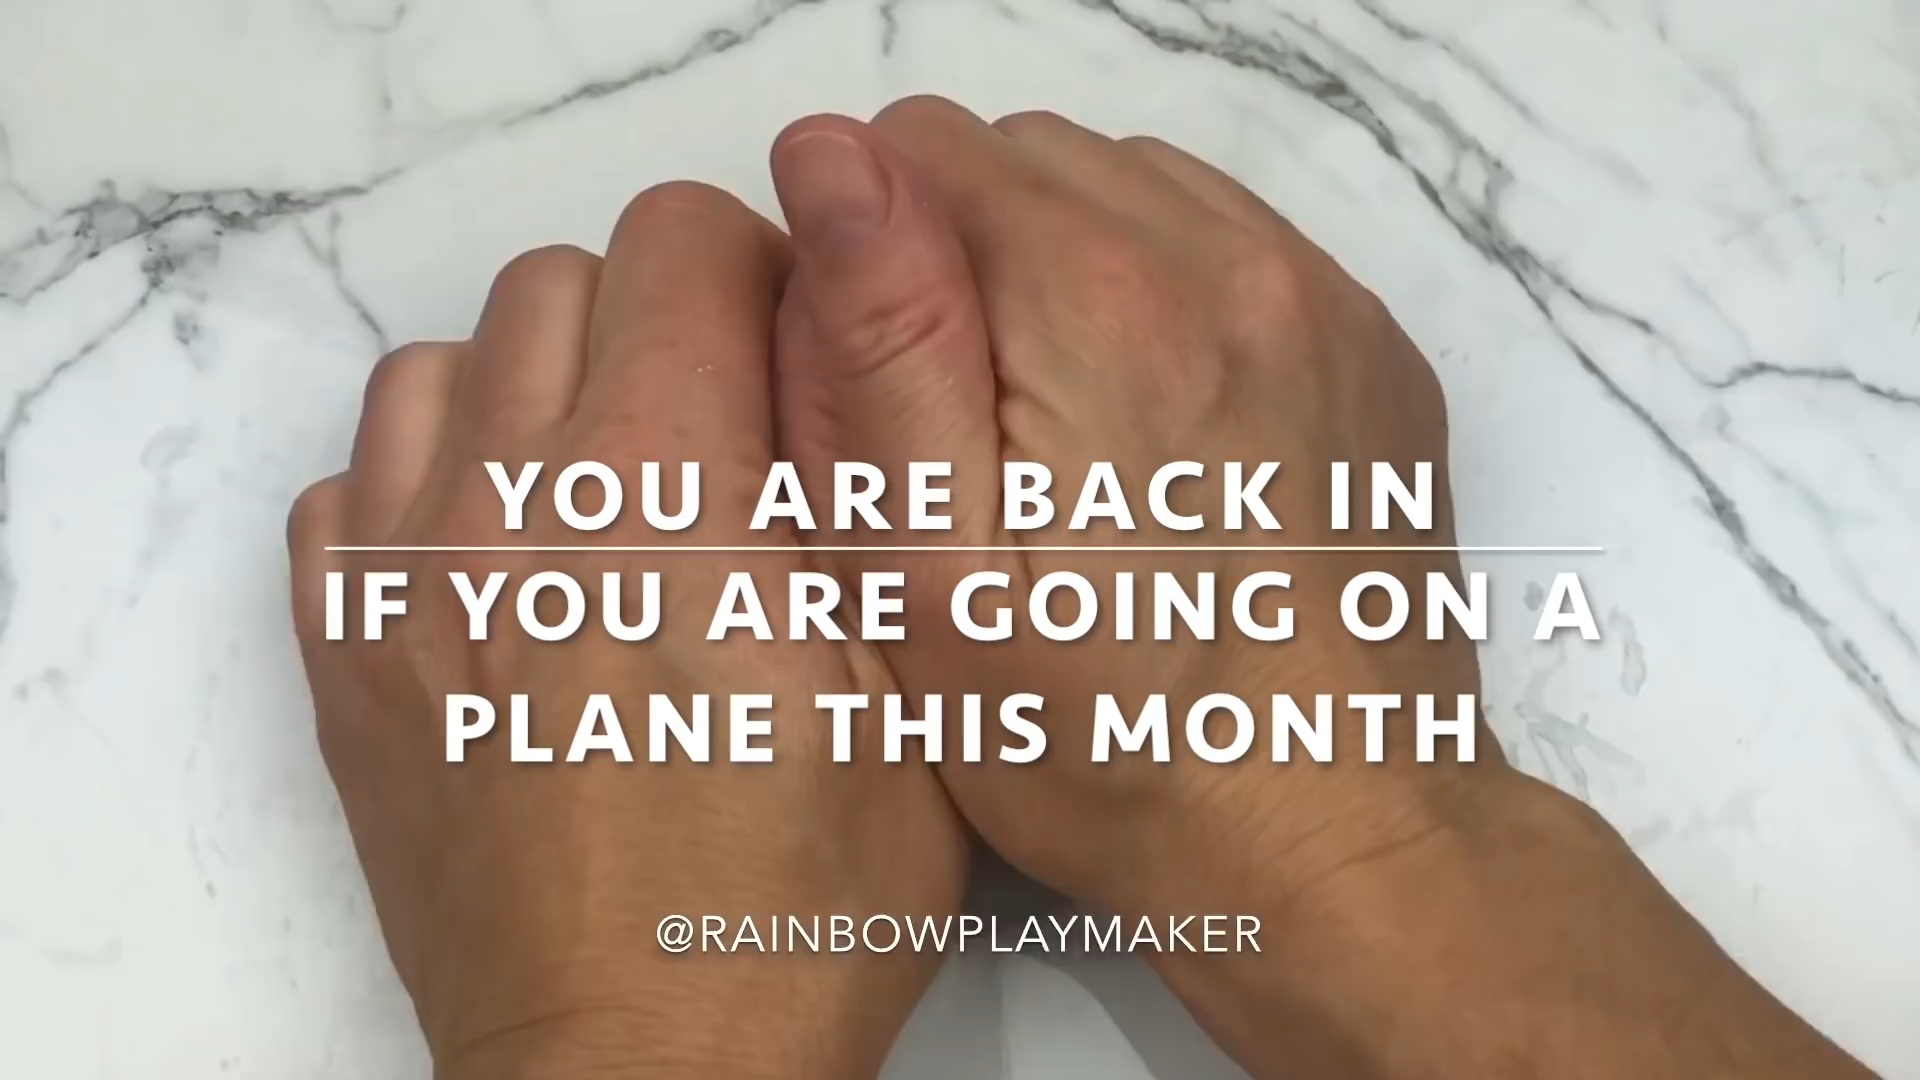 YOU ARE BACK IN
IF YOU ARE GOING ON A
PLANE THIS MONTH
@RAINBOWPLAYMAKER